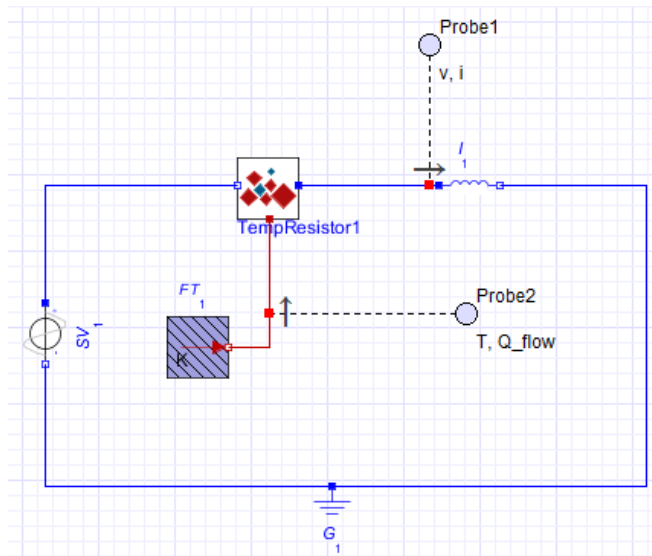 Probe1
v, i
I
1
TempResistor1
FT
1
Probe2
T, Q_flow
K
SV
1
+
-
G
1